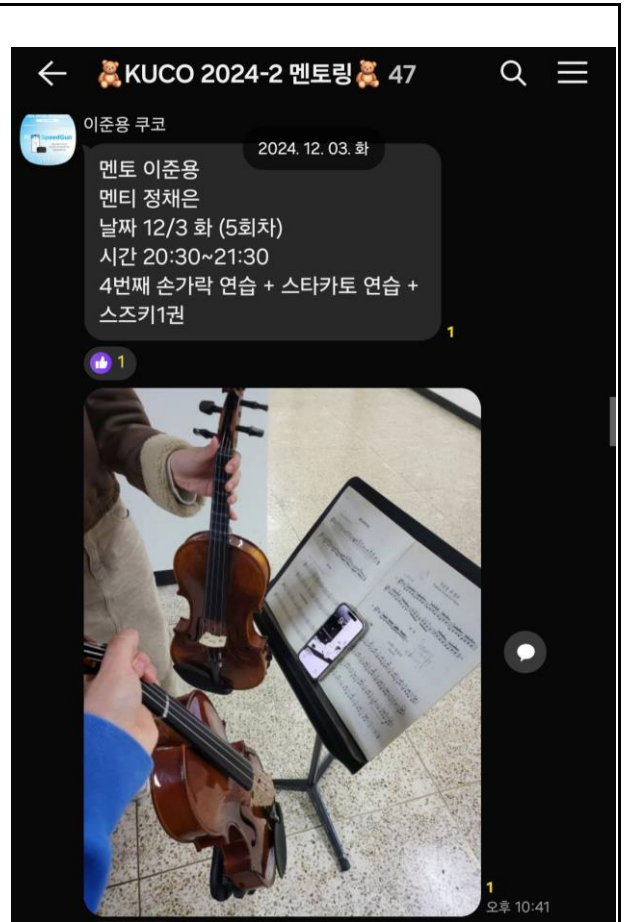 🧸KUCO 2024-2 멘토링🧸 47
이준용 쿠코
2024. 12. 03. 화
멘토 이준용
멘티 정채은
날짜 12/3 화 (5회차)
시간 20:30~21:30
4번째 손가락 연습 + 스타카토 연습 +
스즈키1권
1
1
1
오후 10:41